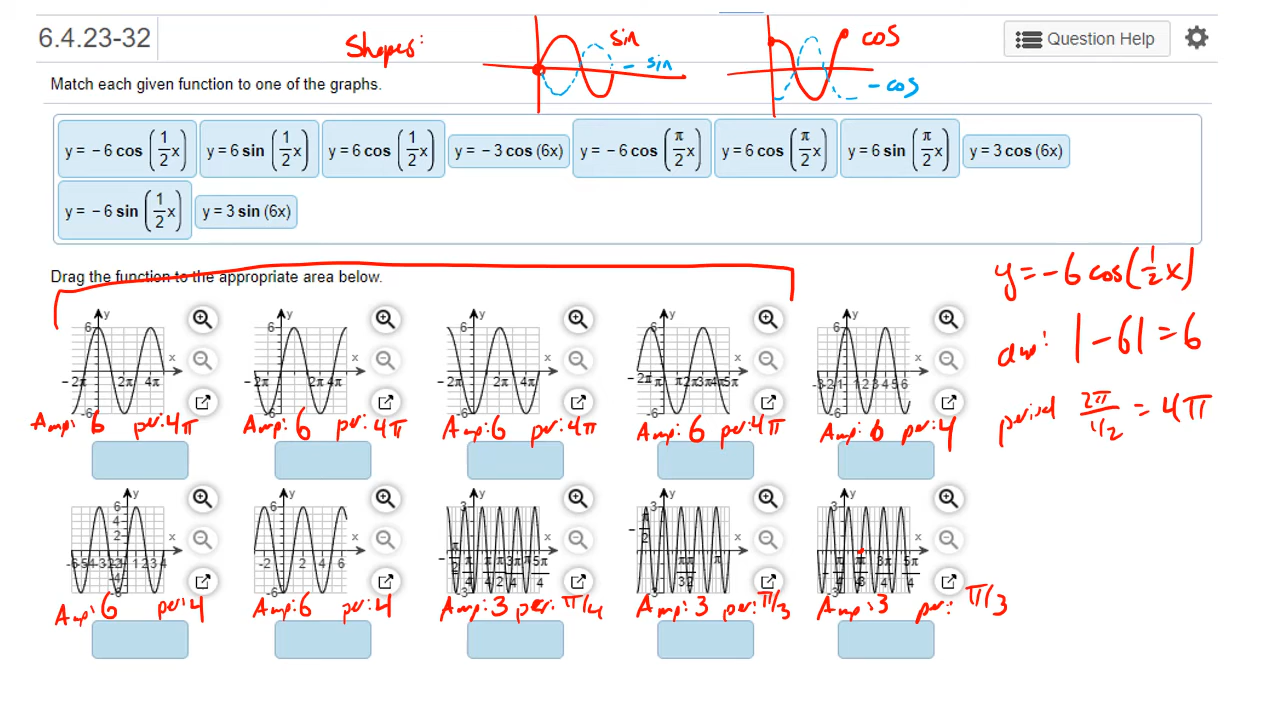 6.4.23-32
Shapes:
sin
- sin
cos
- cos
Question Help
Match each given function to one of the graphs.
y = − 6 cos (1/2 x)
y = 6 sin (1/2 x)
y = 6 cos (1/2 x)
y = − 3 cos (6x)
y = − 6 cos (π/2 x)
y = 6 cos (π/2 x)
y = 6 sin (π/2 x)
y = 3 cos (6x)
y = − 6 sin (1/2 x)
y = 3 sin (6x)
Drag the function to the appropriate area below.
y = -6 cos(1/2 x)
|-6| = 6
period 2π / 1/2 = 4π
Amp: 6 per: 4π
Amp: 6 per: 4π
Amp: 6 per: 4π
Amp: 6 per: 4π
Amp: 6 per: 4
Amp: 6 per: 4
Amp: 6 per: 4
Amp: 3 per: π/4
Amp: 3 per: π/3
Amp: 3 per: π/3